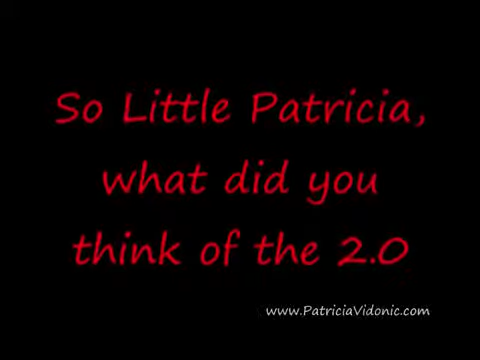 So Little Patricia,
what did you
think of the 2.0
www.PatriciaVidonic.com